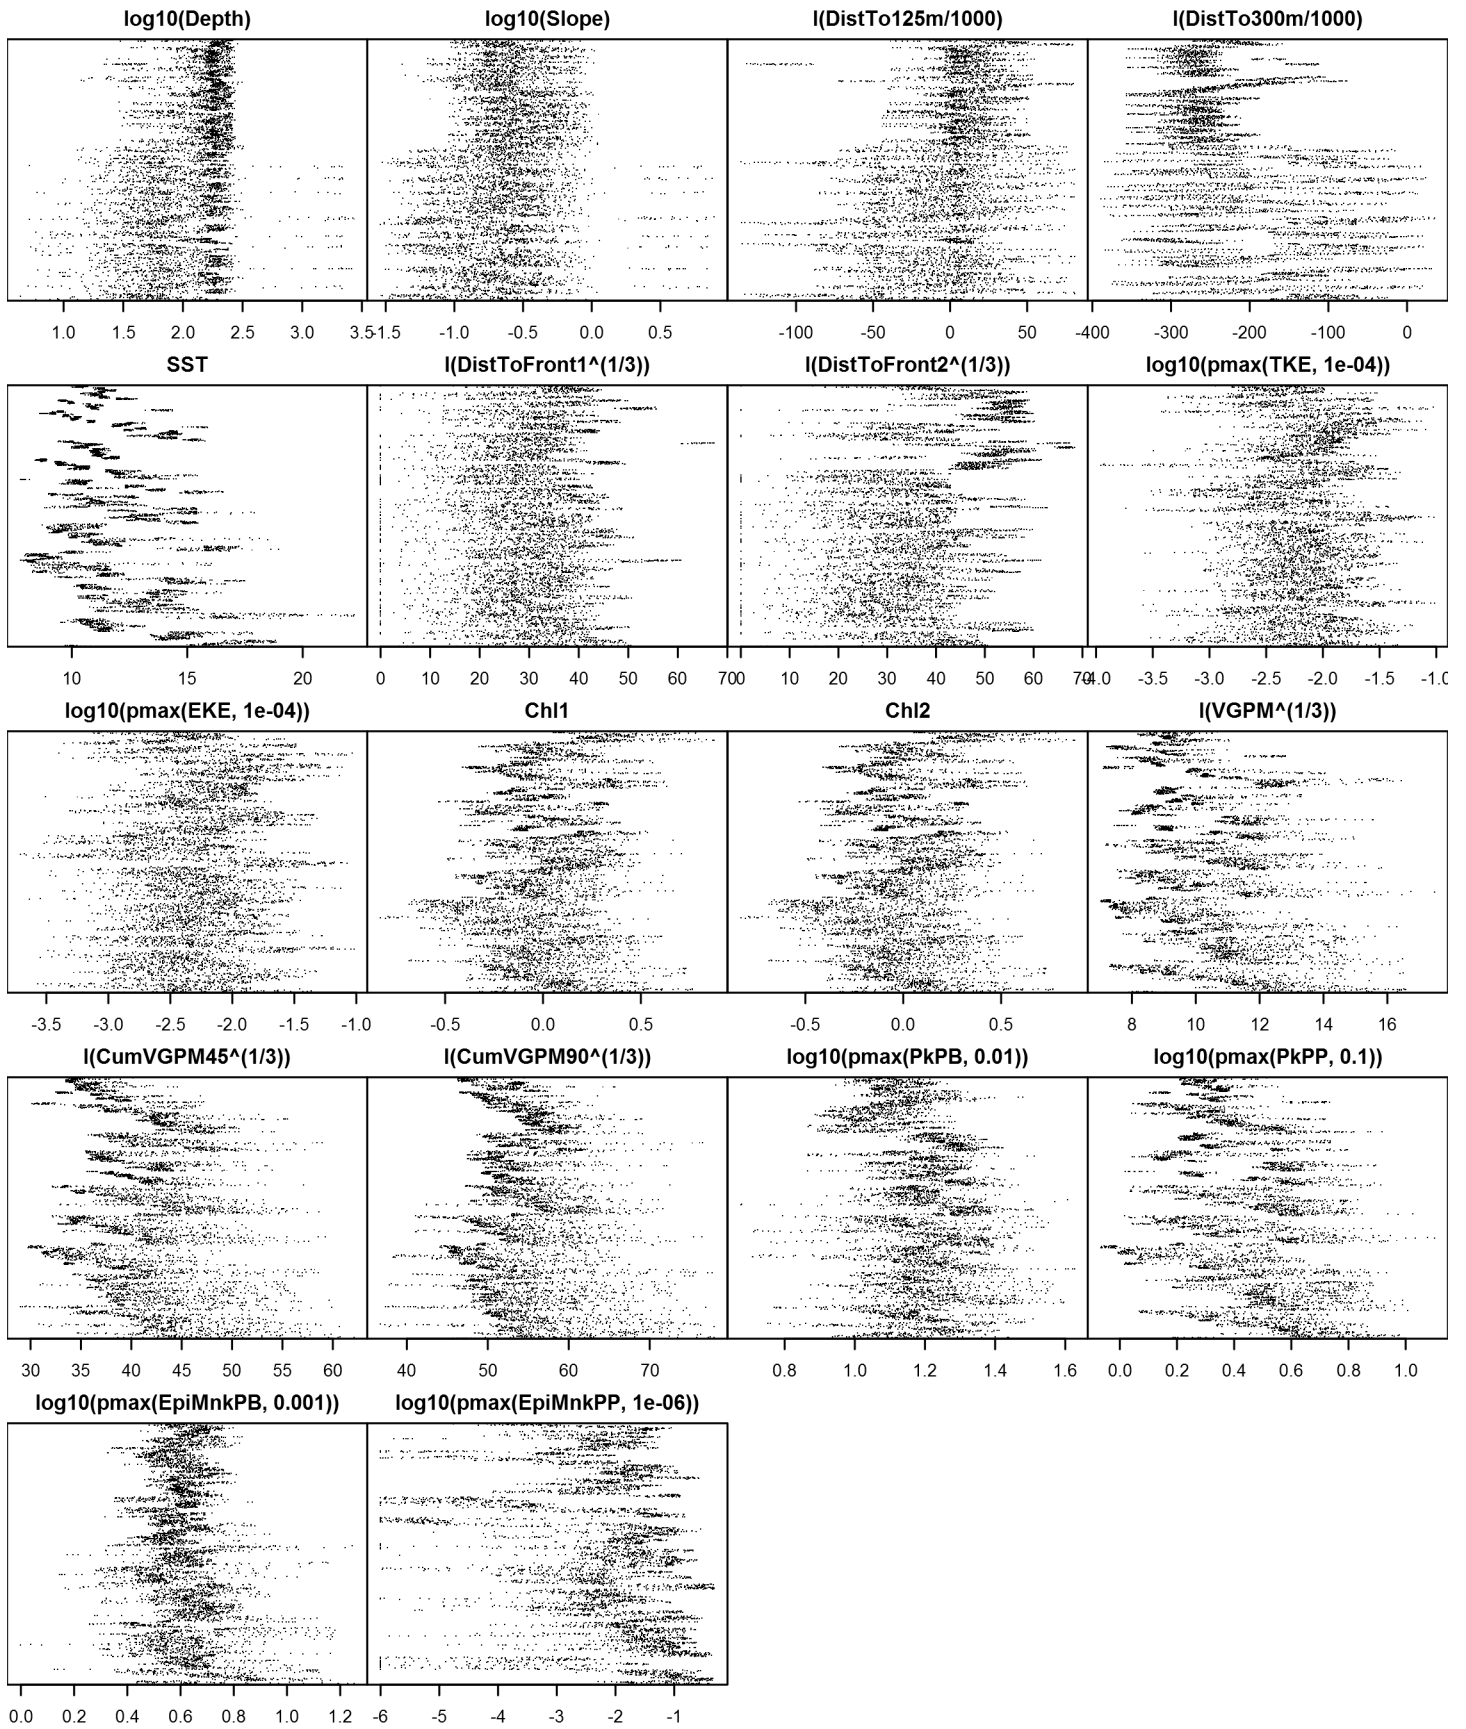 log10(Depth) log10(Slope) I(DistTo125m/1000) I(DistTo300m/1000)
1.0 1.5 2.0 2.5 3.0 3.5 -1.5 -1.0 -0.5 0.0 0.5 -100 -50 0 50 -400 -300 -200 -100 0
SST I(DistToFront1^(1/3)) I(DistToFront2^(1/3)) log10(pmax(TKE, 1e-04))
10 15 20 0 10 20 30 40 50 60 70 0 10 20 30 40 50 60 70 -4.0 -3.5 -3.0 -2.5 -2.0 -1.5 -1.0
log10(pmax(EKE, 1e-04)) Chl1 Chl2 I(VGPM^(1/3))
-3.5 -3.0 -2.5 -2.0 -1.5 -1.0 -0.5 0.0 0.5 -0.5 0.0 0.5 8 10 12 14 16
I(CumVGPM45^(1/3)) I(CumVGPM90^(1/3)) log10(pmax(PkPB, 0.01)) log10(pmax(PkPP, 0.1))
30 35 40 45 50 55 60 40 50 60 70 0.8 1.0 1.2 1.4 1.6 0.0 0.2 0.4 0.6 0.8 1.0
log10(pmax(EpiMnkPB, 0.001)) log10(pmax(EpiMnkPP, 1e-06))
0.0 0.2 0.4 0.6 0.8 1.0 1.2 -6 -5 -4 -3 -2 -1